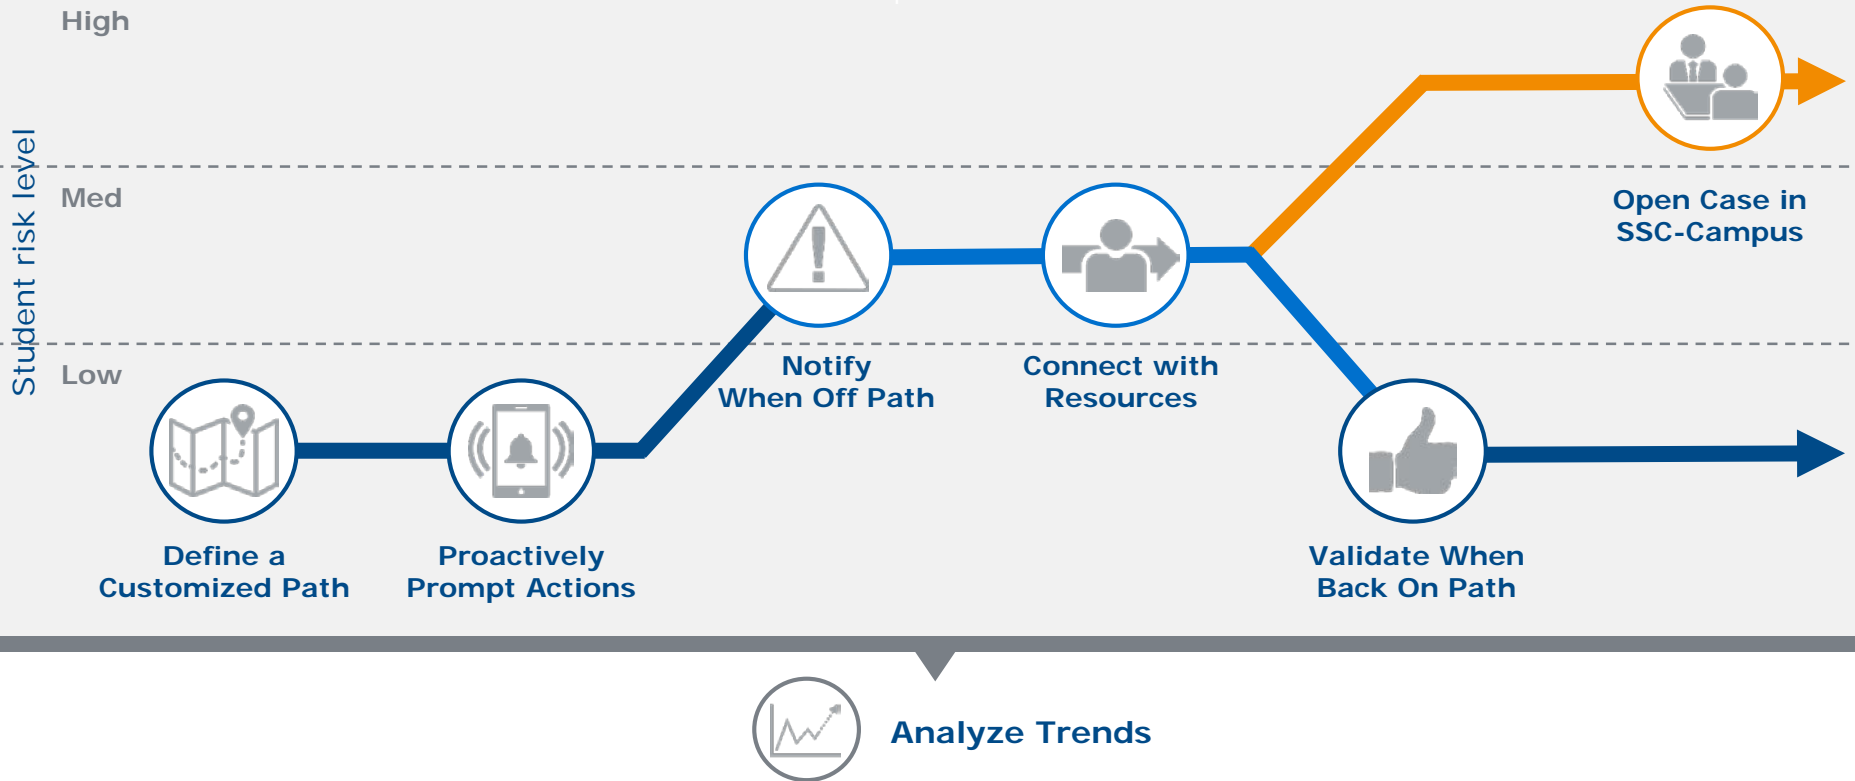 High
Student risk level
Med
Low
Open Case in
SSC-Campus
Notify
When Off Path
Connect with
Resources
Define a
Customized Path
Proactively
Prompt Actions
Validate When
Back On Path
Analyze Trends